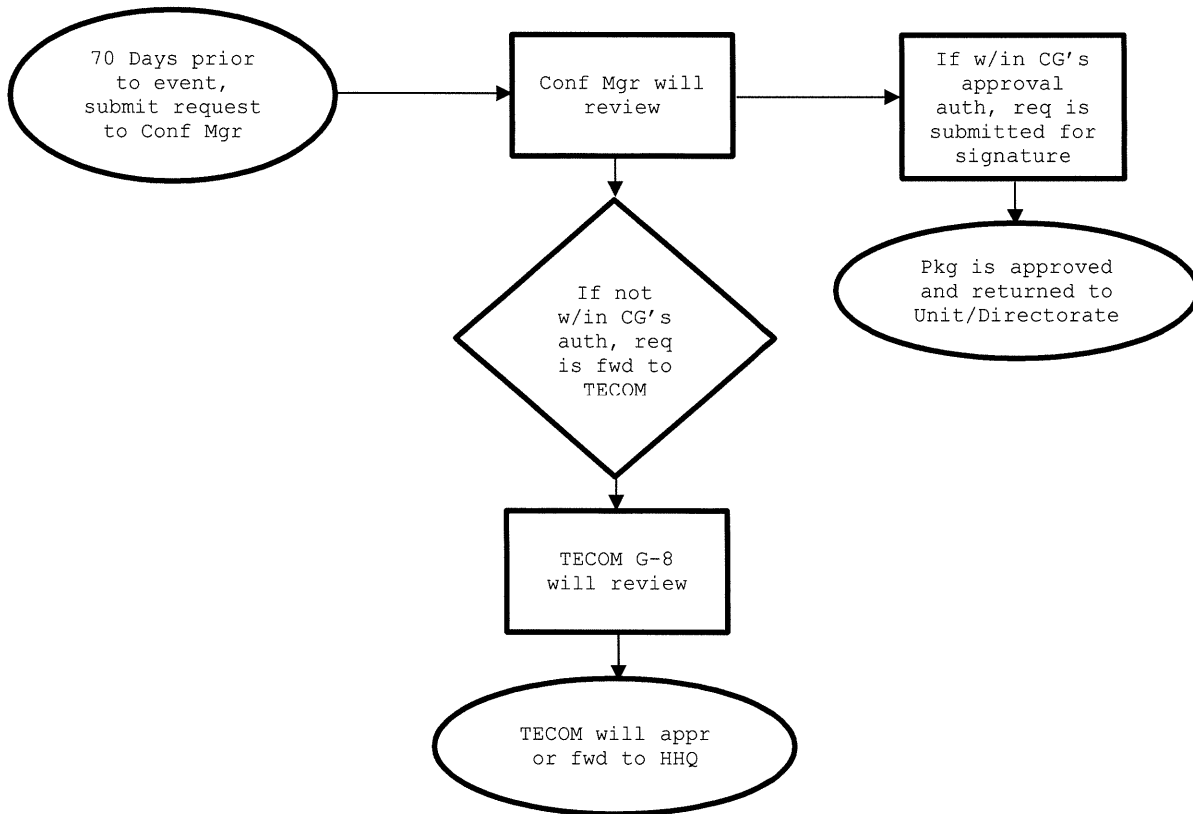 70 Days prior
to event,
submit request
to Conf Mgr
Conf Mgr will
review
If w/in CG's
approval
auth, req is
submitted for
signature
Pkg is approved
and returned to
Unit/Directorate
If not
w/in CG's
auth, req
is fwd to
TECOM
TECOM G-8
will review
TECOM will appr
or fwd to HHQ